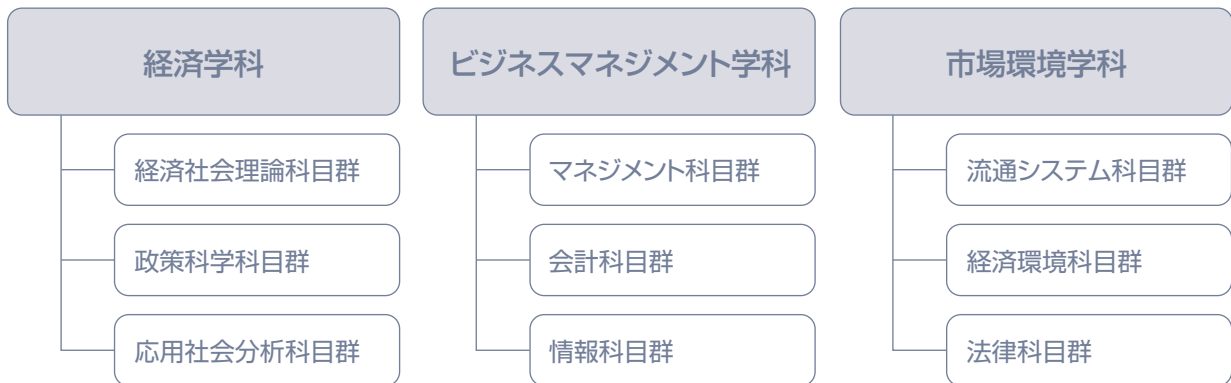 経済学科
経済社会理論科目群
政策科学科目群
応用社会分析科目群
ビジネスマネジメント学科
マネジメント科目群
会計科目群
情報科目群
市場環境学科
流通システム科目群
経済環境科目群
法律科目群